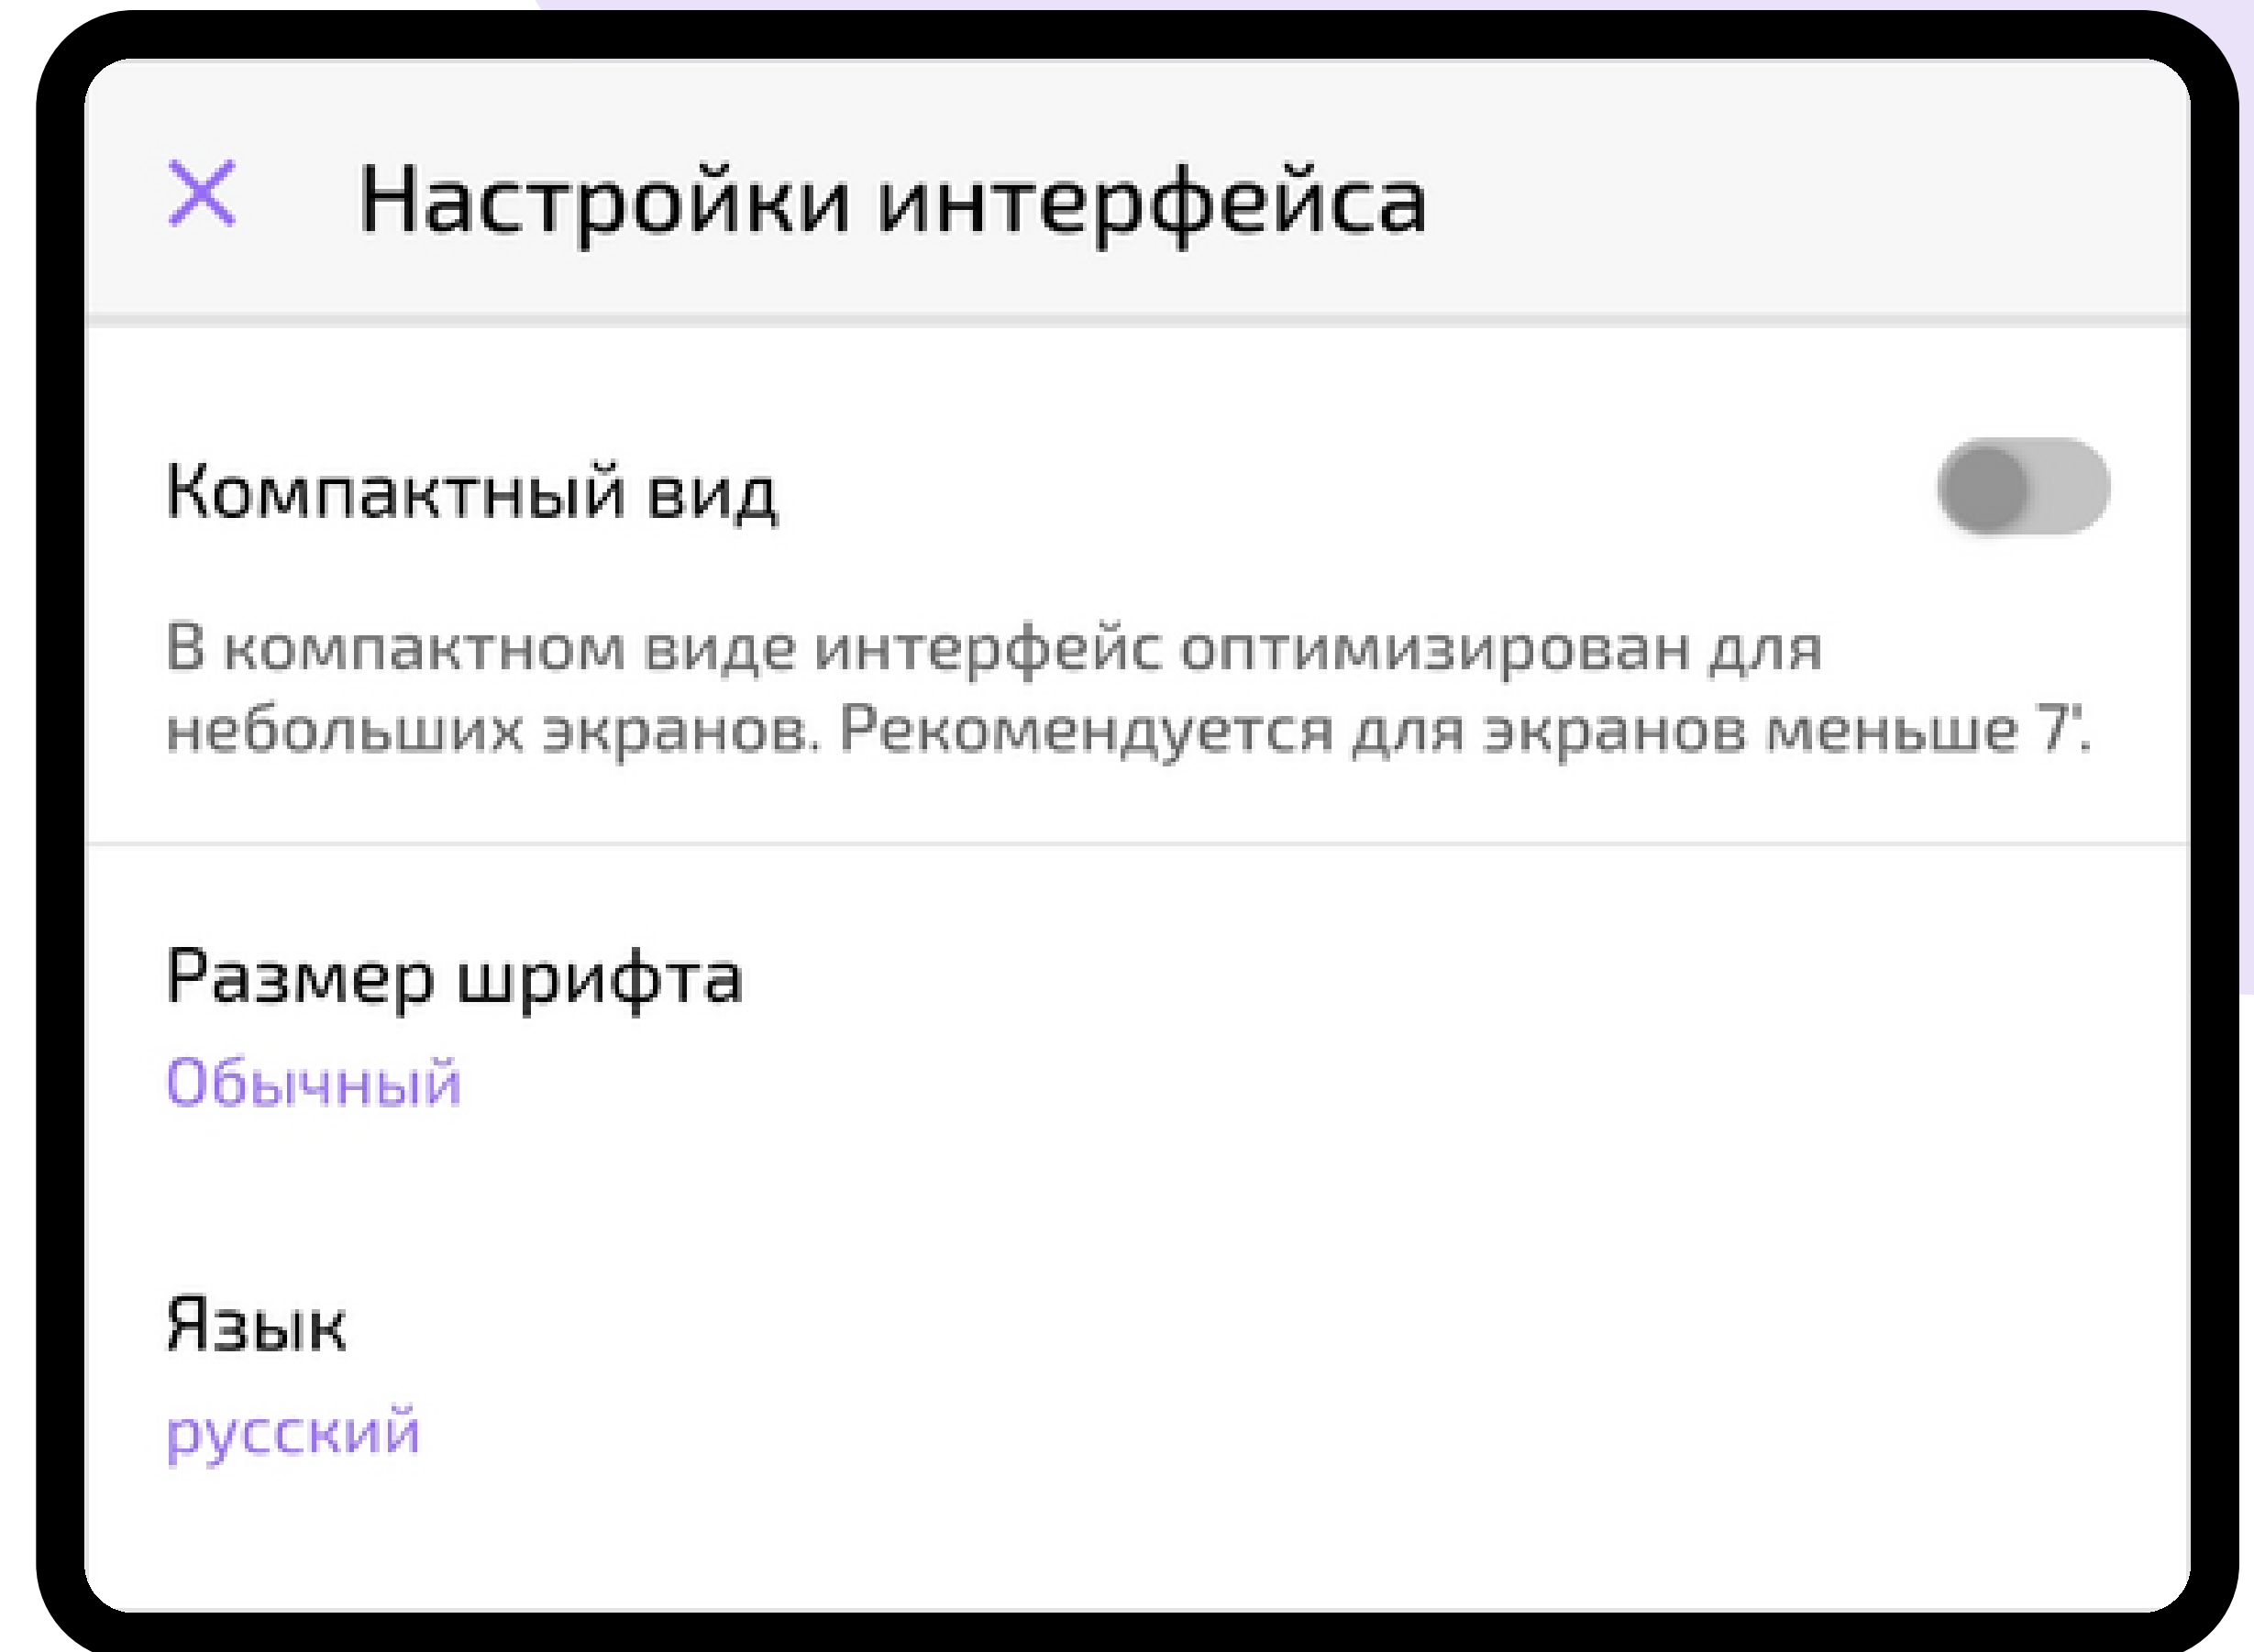 Настройки интерфейса
Компактный вид
В компактном виде интерфейс оптимизирован для
небольших экранов. Рекомендуется для экранов меньше 7".
Размер шрифта
Обычный
Язык
русский